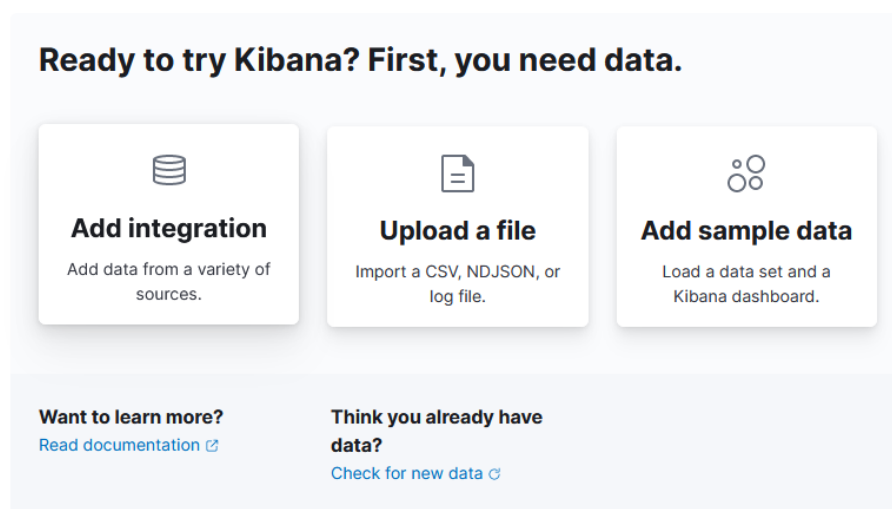 Ready to try Kibana? First, you need data.
Add integration
Add data from a variety of
sources.
Upload a file
Import a CSV, NDJSON, or
log file.
Add sample data
Load a data set and a
Kibana dashboard.
Want to learn more?
Read documentation
Think you already have
data?
Check for new data